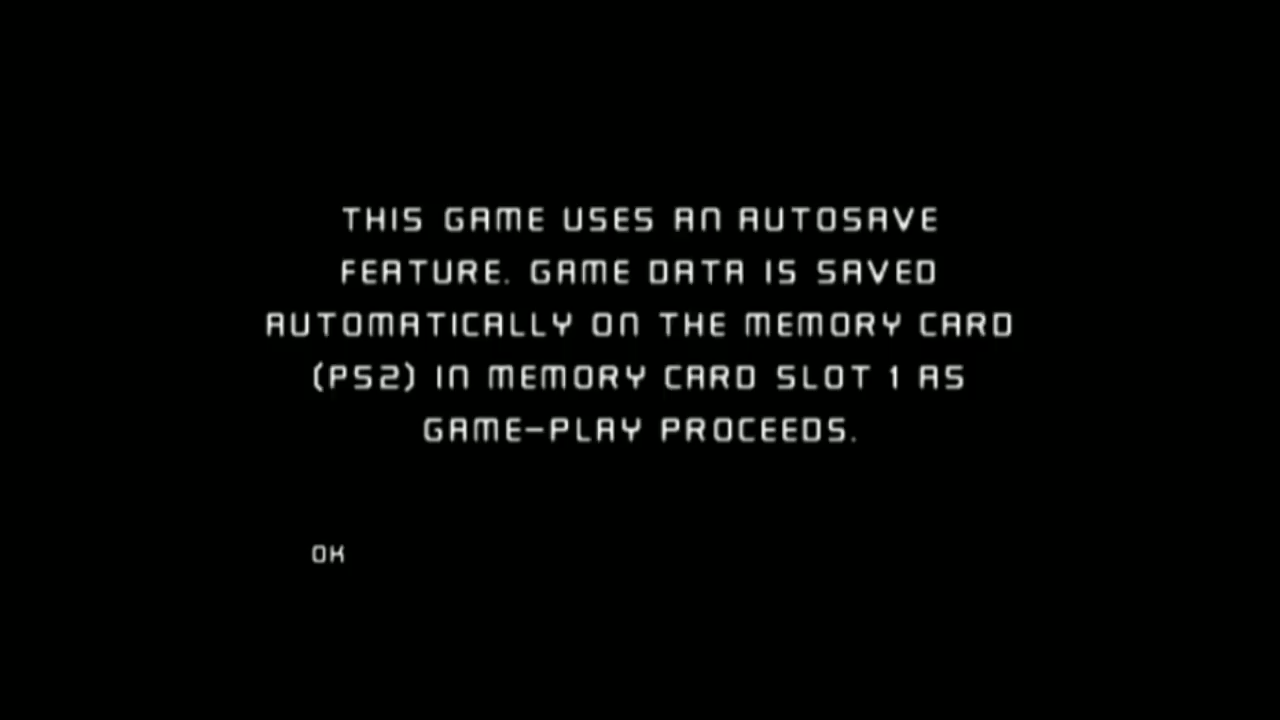 THIS GAME USES AN AUTOSAVE
FEATURE. GAME DATA IS SAVED
AUTOMATICALLY ON THE MEMORY CARD
(PS2) IN MEMORY CARD SLOT 1 AS
GAME-PLAY PROCEEDS.
OK